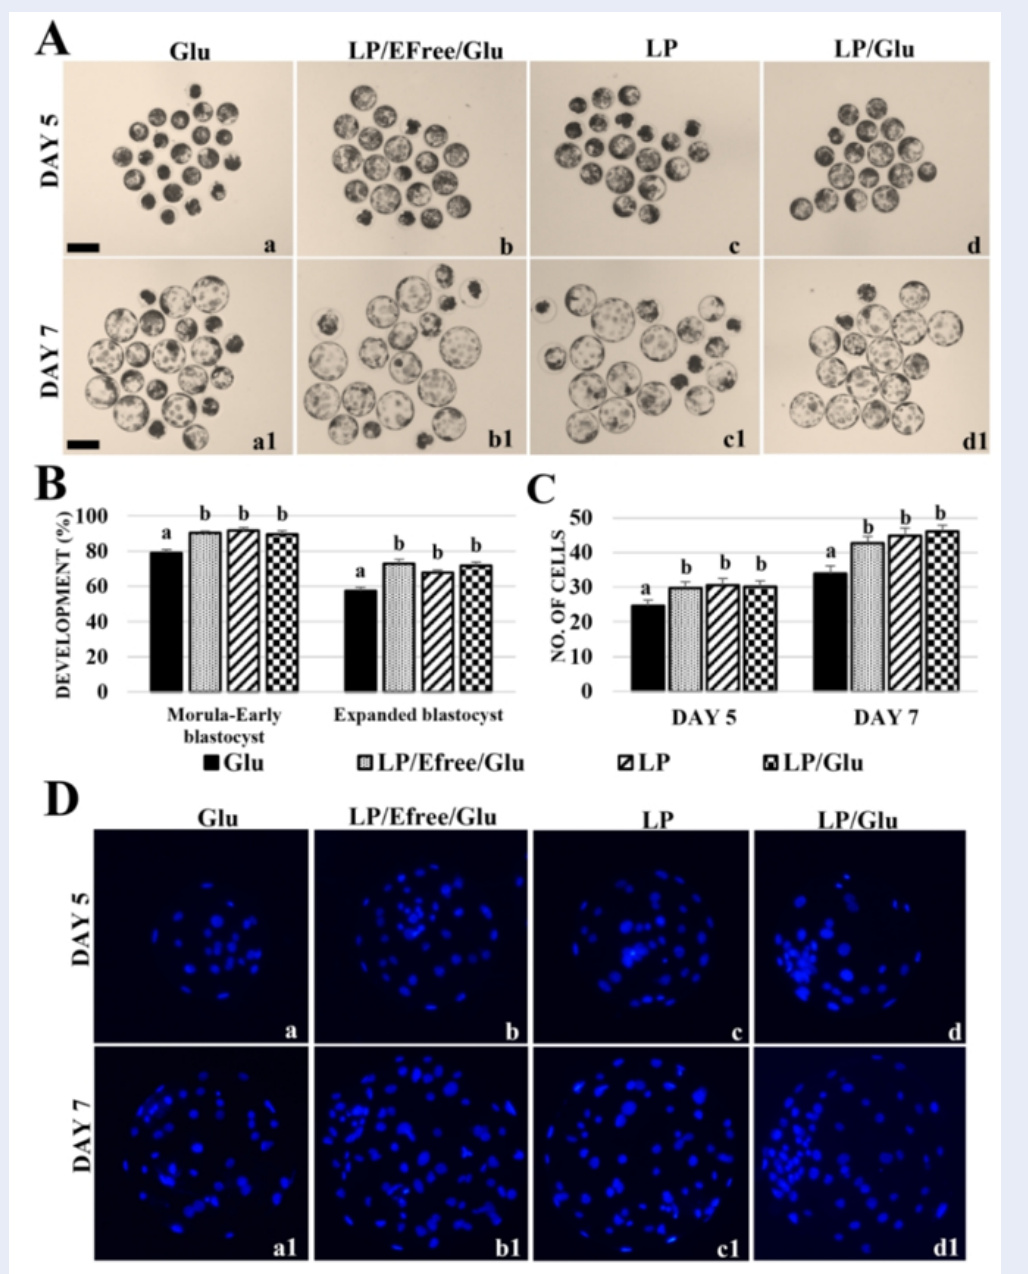 A
Glu LP/EFree/Glu LP LP/Glu
DAY 5
a b c d
DAY 7
a1 b1 c1 d1
B
DEVELOPMENT (%)
100
80
60
40
20
0
a b b b
a b b b
Morula-Early blastocyst
Expanded blastocyst
C
NO. OF CELLS
50
40
30
20
10
0
a b b b
a b b b
DAY 5 DAY 7
Glu LP/Efree/Glu LP LP/Glu
D
Glu LP/Efree/Glu LP LP/Glu
DAY 5
a b c d
DAY 7
a1 b1 c1 d1